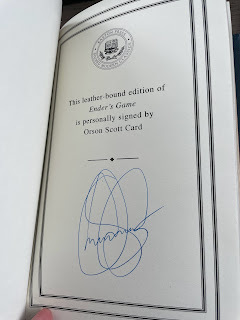 This leather-bound edition of
Ender's Game
is personally signed by
Orson Scott Card